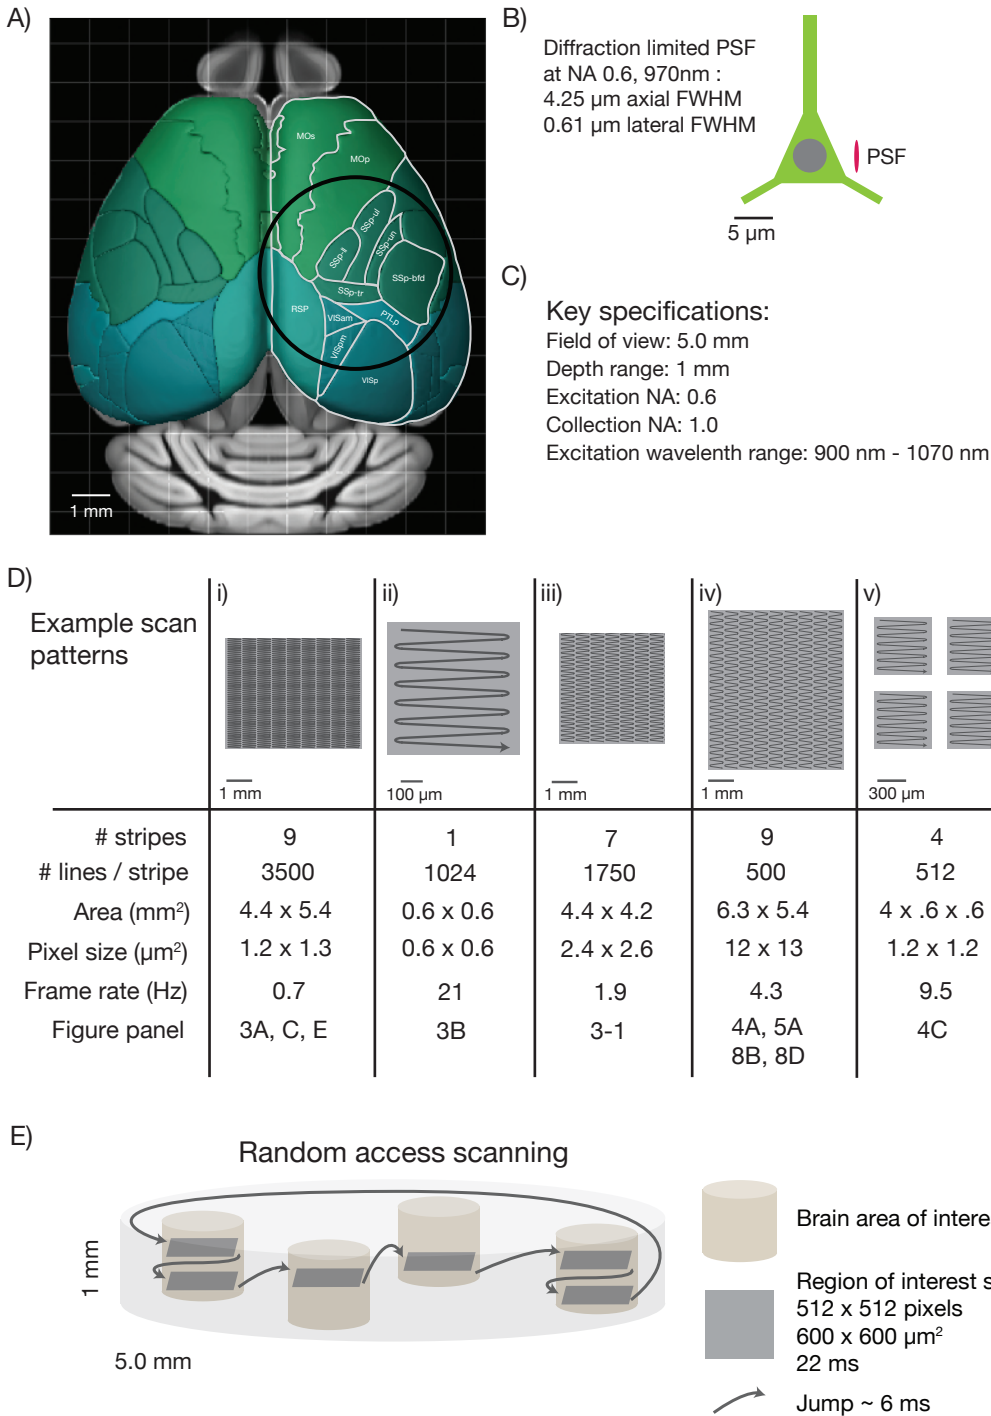 A)
MOs
MOp
SSp-ul
SSp-un
SSp-ll
SSp-bfd
SSp-tr
RSP
VISam
PTLp
VISpm
VISp
1 mm
B)
Diffraction limited PSF
at NA 0.6, 970nm :
4.25 µm axial FWHM
0.61 µm lateral FWHM
PSF
5 µm
C)
Key specifications:
Field of view: 5.0 mm
Depth range: 1 mm
Excitation NA: 0.6
Collection NA: 1.0
Excitation wavelenth range: 900 nm - 1070 nm
D)
Example scan
patterns
i) ii) iii) iv) v)
1 mm 100 µm 1 mm 1 mm 300 µm
# stripes 9 1 7 9 4
# lines / stripe 3500 1024 1750 500 512
Area (mm²) 4.4 x 5.4 0.6 x 0.6 4.4 x 4.2 6.3 x 5.4 4 x .6 x .6
Pixel size (µm²) 1.2 x 1.3 0.6 x 0.6 2.4 x 2.6 12 x 13 1.2 x 1.2
Frame rate (Hz) 0.7 21 1.9 4.3 9.5
Figure panel 3A, C, E 3B 3-1 4A, 5A 4C
8B, 8D
E)
Random access scanning
1 mm
5.0 mm
Brain area of intere
Region of interest s
512 x 512 pixels
600 x 600 µm²
22 ms
Jump ~ 6 ms